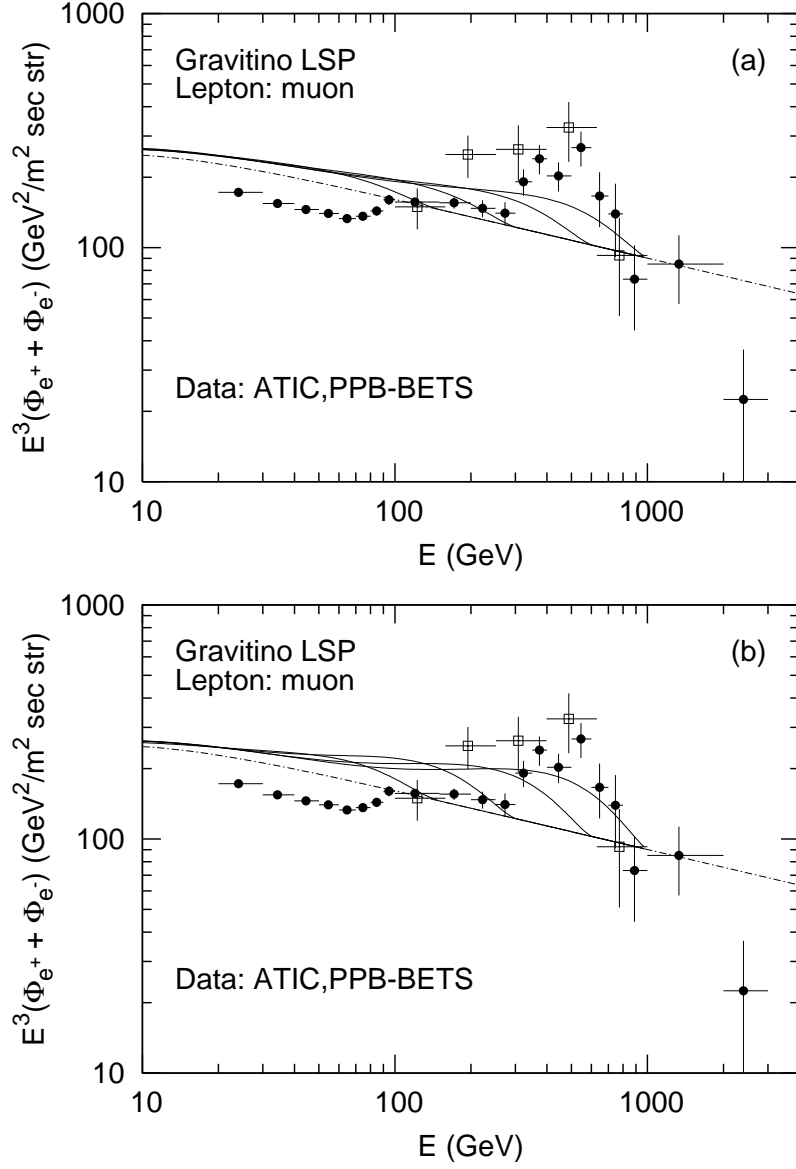 1000
100
10
E³(Φₑ⁺ + Φₑ-) (GeV²/m² sec str)
Gravitino LSP
Lepton: muon
(a)
Data: ATIC,PPB-BETS
10
100
1000
E (GeV)
1000
100
10
E³(Φₑ⁺ + Φₑ-) (GeV²/m² sec str)
Gravitino LSP
Lepton: muon
(b)
Data: ATIC,PPB-BETS
10
100
1000
E (GeV)